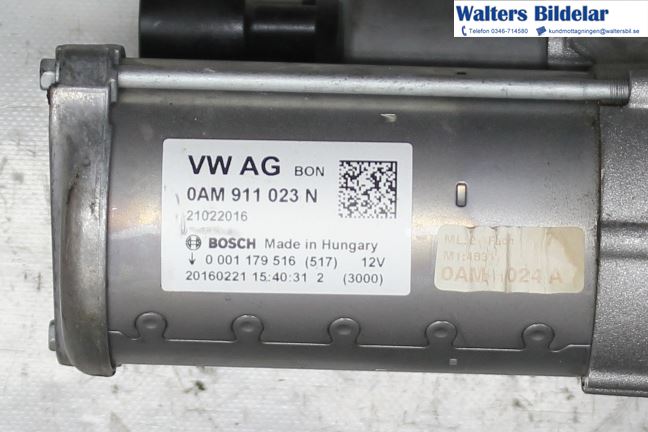 Walters Bildelar
Telefon 0346-714580 kundmottagningen@waltersbil.se
VW AG BON
0AM 911 023 N
21022016
BOSCH Made in Hungary
↓ 0 001 179 516 (517) 12V
20160221 15:40:31 2 (3000)
0AM 024 A